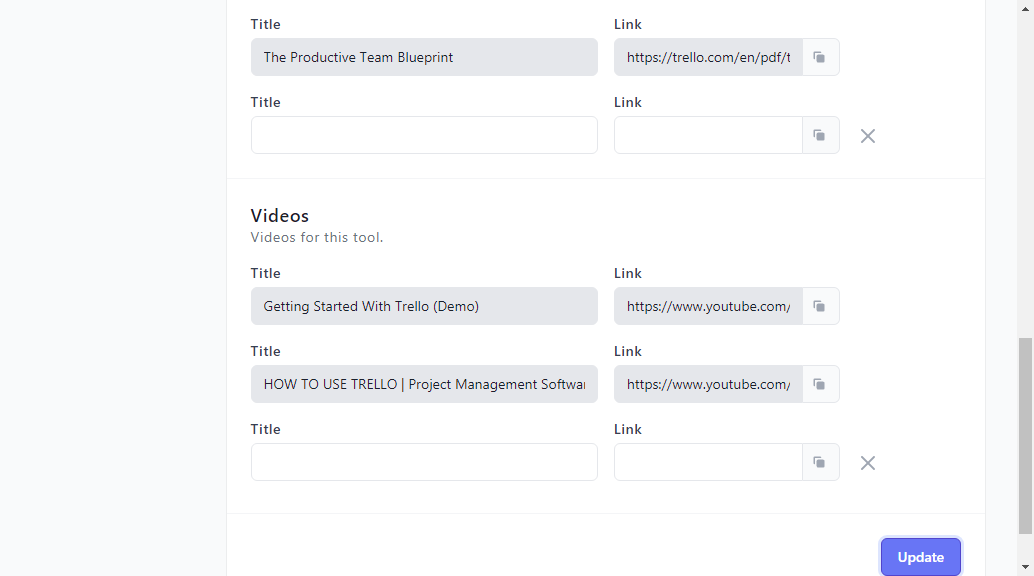 Title Link
The Productive Team Blueprint https://trello.com/en/pdf/t
Title Link
Videos
Videos for this tool.
Title Link
Getting Started With Trello (Demo) https://www.youtube.com/
Title Link
HOW TO USE TRELLO | Project Management Softwa
https://www.youtube.com/
Title Link
Update